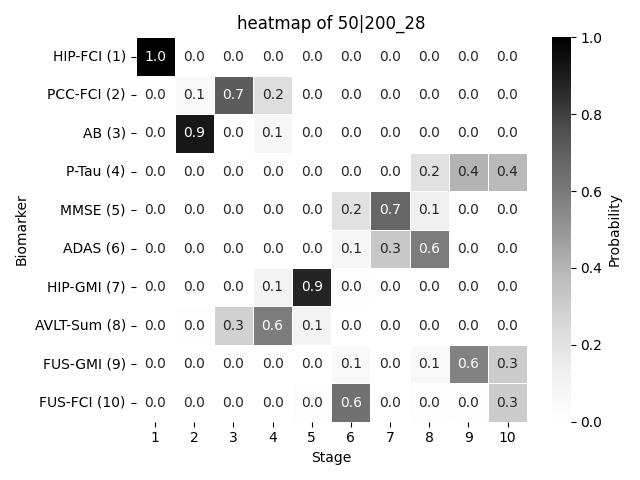 heatmap of 50|200_28
HIP-FCI (1) 1.0 0.0 0.0 0.0 0.0 0.0 0.0 0.0 0.0 0.0
PCC-FCI (2) 0.0 0.1 0.7 0.2 0.0 0.0 0.0 0.0 0.0 0.0
AB (3) 0.0 0.9 0.0 0.1 0.0 0.0 0.0 0.0 0.0 0.0
P-Tau (4) 0.0 0.0 0.0 0.0 0.0 0.0 0.0 0.2 0.4 0.4
MMSE (5) 0.0 0.0 0.0 0.0 0.0 0.2 0.7 0.1 0.0 0.0
ADAS (6) 0.0 0.0 0.0 0.0 0.0 0.1 0.3 0.6 0.0 0.0
HIP-GMI (7) 0.0 0.0 0.0 0.1 0.9 0.0 0.0 0.0 0.0 0.0
AVLT-Sum (8) 0.0 0.0 0.3 0.6 0.1 0.0 0.0 0.0 0.0 0.0
FUS-GMI (9) 0.0 0.0 0.0 0.0 0.0 0.1 0.0 0.1 0.6 0.3
FUS-FCI (10) 0.0 0.0 0.0 0.0 0.0 0.6 0.0 0.0 0.0 0.3
1 2 3 4 5 6 7 8 9 10
Stage
Biomarker
1.0
0.8
0.6
0.4
0.2
0.0
Probability